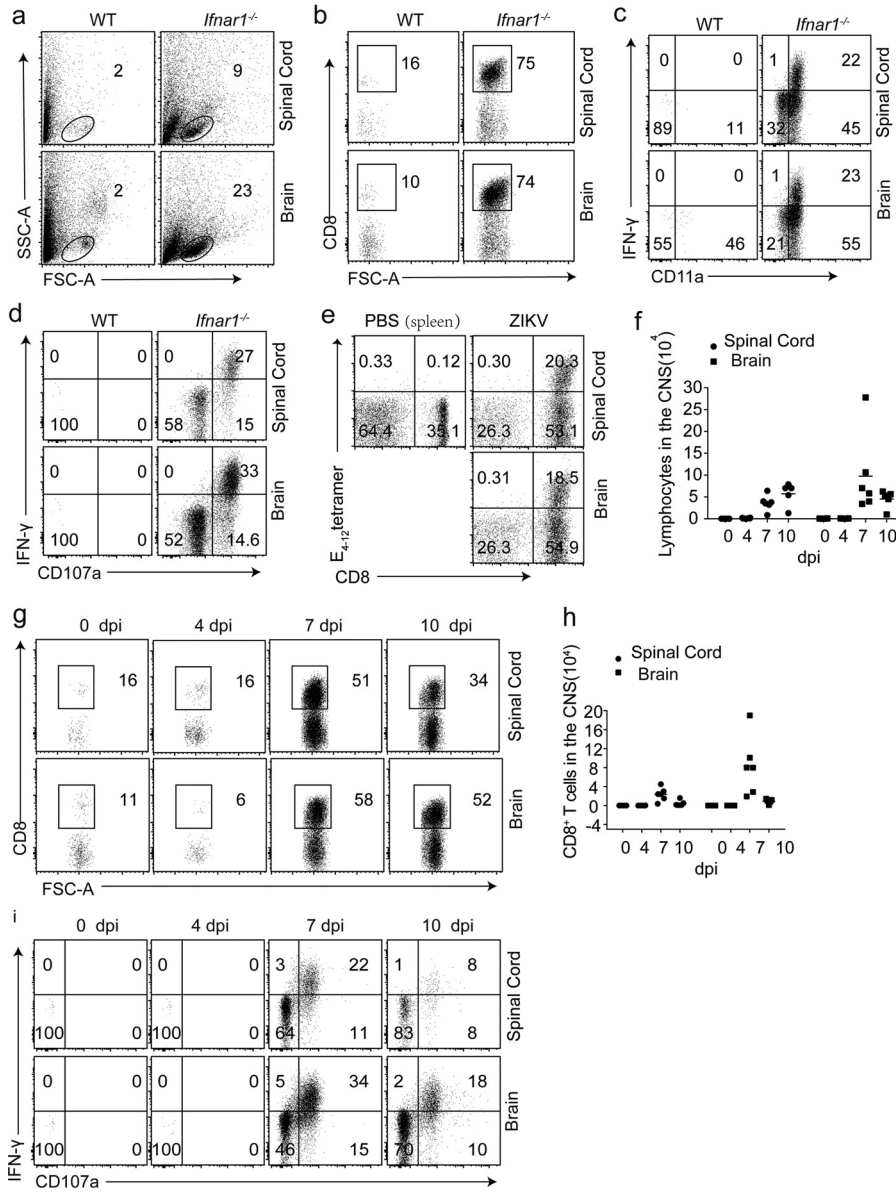 a
WT
Ifnar1-/-
2
9
Spinal Cord
2
23
Brain
SSC-A
FSC-A
b
WT
Ifnar1-/-
16
75
Spinal Cord
10
74
Brain
CD8
FSC-A
c
WT
Ifnar1-/-
0 0
1 22
89 11
32 45
Spinal Cord
0 0
1 23
55 46
21 55
Brain
IFN-γ
CD11a
d
WT
Ifnar1-/-
0 0
0 27
100 0
58 15
Spinal Cord
0 0
0 33
100 0
52 14.6
Brain
IFN-γ
CD107a
e
PBS (spleen)
ZIKV
0.33 0.12
0.30 20.3
64.4 35.1
26.3 53.1
Spinal Cord
0.31 18.5
26.3 54.9
Brain
E4-12tetramer
CD8
f
Spinal Cord
Brain
Lymphocytes in the CNS(10^4
30
25
20
15
10
5
0
0 4 7 10 0 4 7 10
dpi
g
0 dpi
4 dpi
7 dpi
10 dpi
16
16
51
34
Spinal Cord
11
6
58
52
Brain
CD8
FSC-A
h
Spinal Cord
Brain
CD8+ T cells in the CNS(10^4)
20
16
12
8
4
0
-4
0 4 7 10 0 4 7 10
dpi
i
0 dpi
4 dpi
7 dpi
10 dpi
0 0
0 0
3 22
1 8
100 0
100 0
64 11
83 8
Spinal Cord
0 0
0 0
5 34
2 18
100 0
100 0
46 15
70 10
Brain
IFN-γ
CD107a